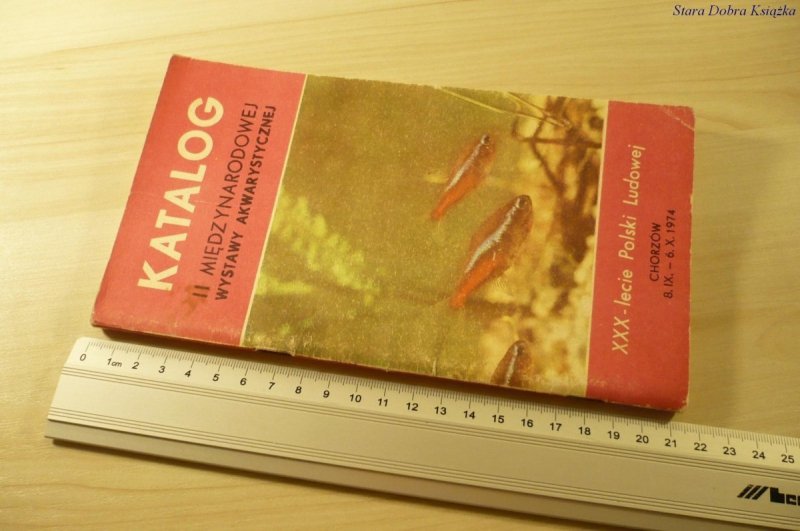 Stara Dobra Książka
KATALOG
II MIĘDZYNARODOWEJ
WYSTAWY AKWARYSTYCZNEJ
XXX-lecie Polski Ludowej
CHORZÓW
8. IX. – 6. X. 1974
0 1cm 2 3 4 5 6 7 8 9 10 11 12 13 14 15 16 17 18 19 20 21 22 23 24 25